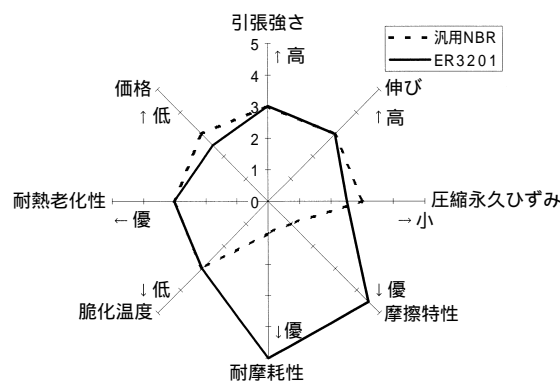 引張強さ
5
↑高
汎用NBR
ER3201
4
価格
3
伸び
↑低
2
↑高
1
耐熱老化性
0
圧縮永久ひずみ
←優
→小
↓低
↓優
脆化温度
摩擦特性
↓優
耐摩耗性